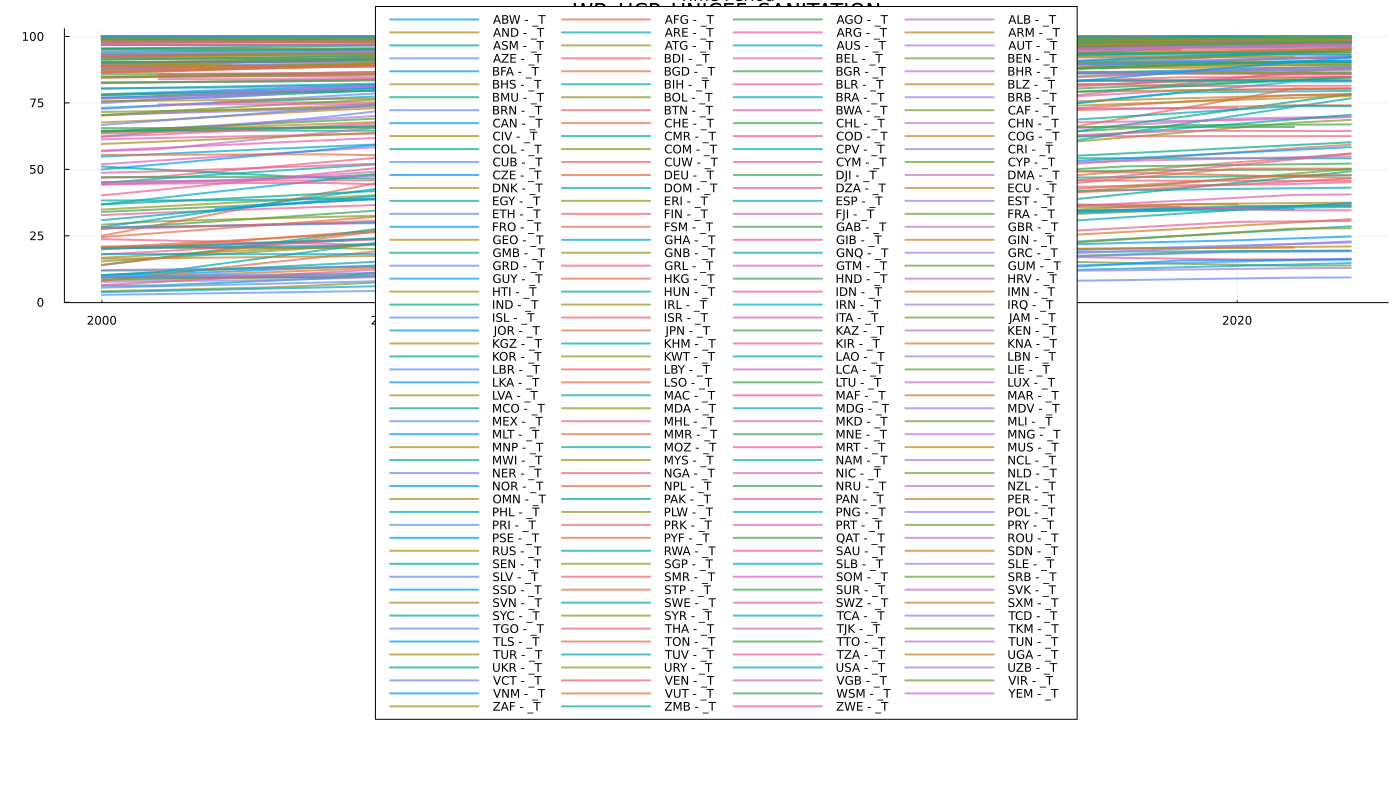 100
75
50
25
0
2000
2020
ABW - _T AFG - _T AGO - _T ALB - _T
AND - _T ARE - _T ARG - _T ARM - _T
ASM - _T ATG - _T AUS - _T AUT - _T
AZE - _T BDI - _T BEL - _T BEN - _T
BFA - _T BGD - _T BGR - _T BHR - _T
BHS - _T BIH - _T BLR - _T BLZ - _T
BMU - _T BOL - _T BRA - _T BRB - _T
BRN - _T BTN - _T BWA - _T CAF - _T
CAN - _T CHE - _T CHL - _T CHN - _T
CIV - _T CMR - _T COD - _T COG - _T
COL - _T COM - _T CPV - _T CRI - _T
CUB - _T CUW - _T CYM - _T CYP - _T
CZE - _T DEU - _T DJI - _T DMA - _T
DNK - _T DOM - _T DZA - _T ECU - _T
EGY - _T ERI - _T ESP - _T EST - _T
ETH - _T FIN - _T FJI - _T FRA - _T
FRO - _T FSM - _T GAB - _T GBR - _T
GEO - _T GHA - _T GIB - _T GIN - _T
GMB - _T GNB - _T GNQ - _T GRC - _T
GRD - _T GRL - _T GTM - _T GUM - _T
GUY - _T HKG - _T HND - _T HRV - _T
HTI - _T HUN - _T IDN - _T IMN - _T
IND - _T IRL - _T IRN - _T IRQ - _T
ISL - _T ISR - _T ITA - _T JAM - _T
JOR - _T JPN - _T KAZ - _T KEN - _T
KGZ - _T KHM - _T KIR - _T KNA - _T
KOR - _T KWT - _T LAO - _T LBN - _T
LBR - _T LBY - _T LCA - _T LIE - _T
LKA - _T LSO - _T LTU - _T LUX - _T
LVA - _T MAC - _T MAF - _T MAR - _T
MCO - _T MDA - _T MDG - _T MDV - _T
MEX - _T MHL - _T MKD - _T MLI - _T
MLT - _T MMR - _T MNE - _T MNG - _T
MNP - _T MOZ - _T MRT - _T MUS - _T
MWI - _T MYS - _T NAM - _T NCL - _T
NER - _T NGA - _T NIC - _T NLD - _T
NOR - _T NPL - _T NRU - _T NZL - _T
OMN - _T PAK - _T PAN - _T PER - _T
PHL - _T PLW - _T PNG - _T POL - _T
PRI - _T PRK - _T PRT - _T PRY - _T
PSE - _T PYF - _T QAT - _T ROU - _T
RUS - _T RWA - _T SAU - _T SDN - _T
SEN - _T SGP - _T SLB - _T SLE - _T
SLV - _T SMR - _T SOM - _T SRB - _T
SSD - _T STP - _T SUR - _T SVK - _T
SVN - _T SWE - _T SWZ - _T SXM - _T
SYC - _T SYR - _T TCA - _T TCD - _T
TGO - _T THA - _T TJK - _T TKM - _T
TLS - _T TON - _T TTO - _T TUN - _T
TUR - _T TUV - _T TZA - _T UGA - _T
UKR - _T URY - _T USA - _T UZB - _T
VCT - _T VEN - _T VGB - _T VIR - _T
VNM - _T VUT - _T WSM - _T YEM - _T
ZAF - _T ZMB - _T ZWE - _T